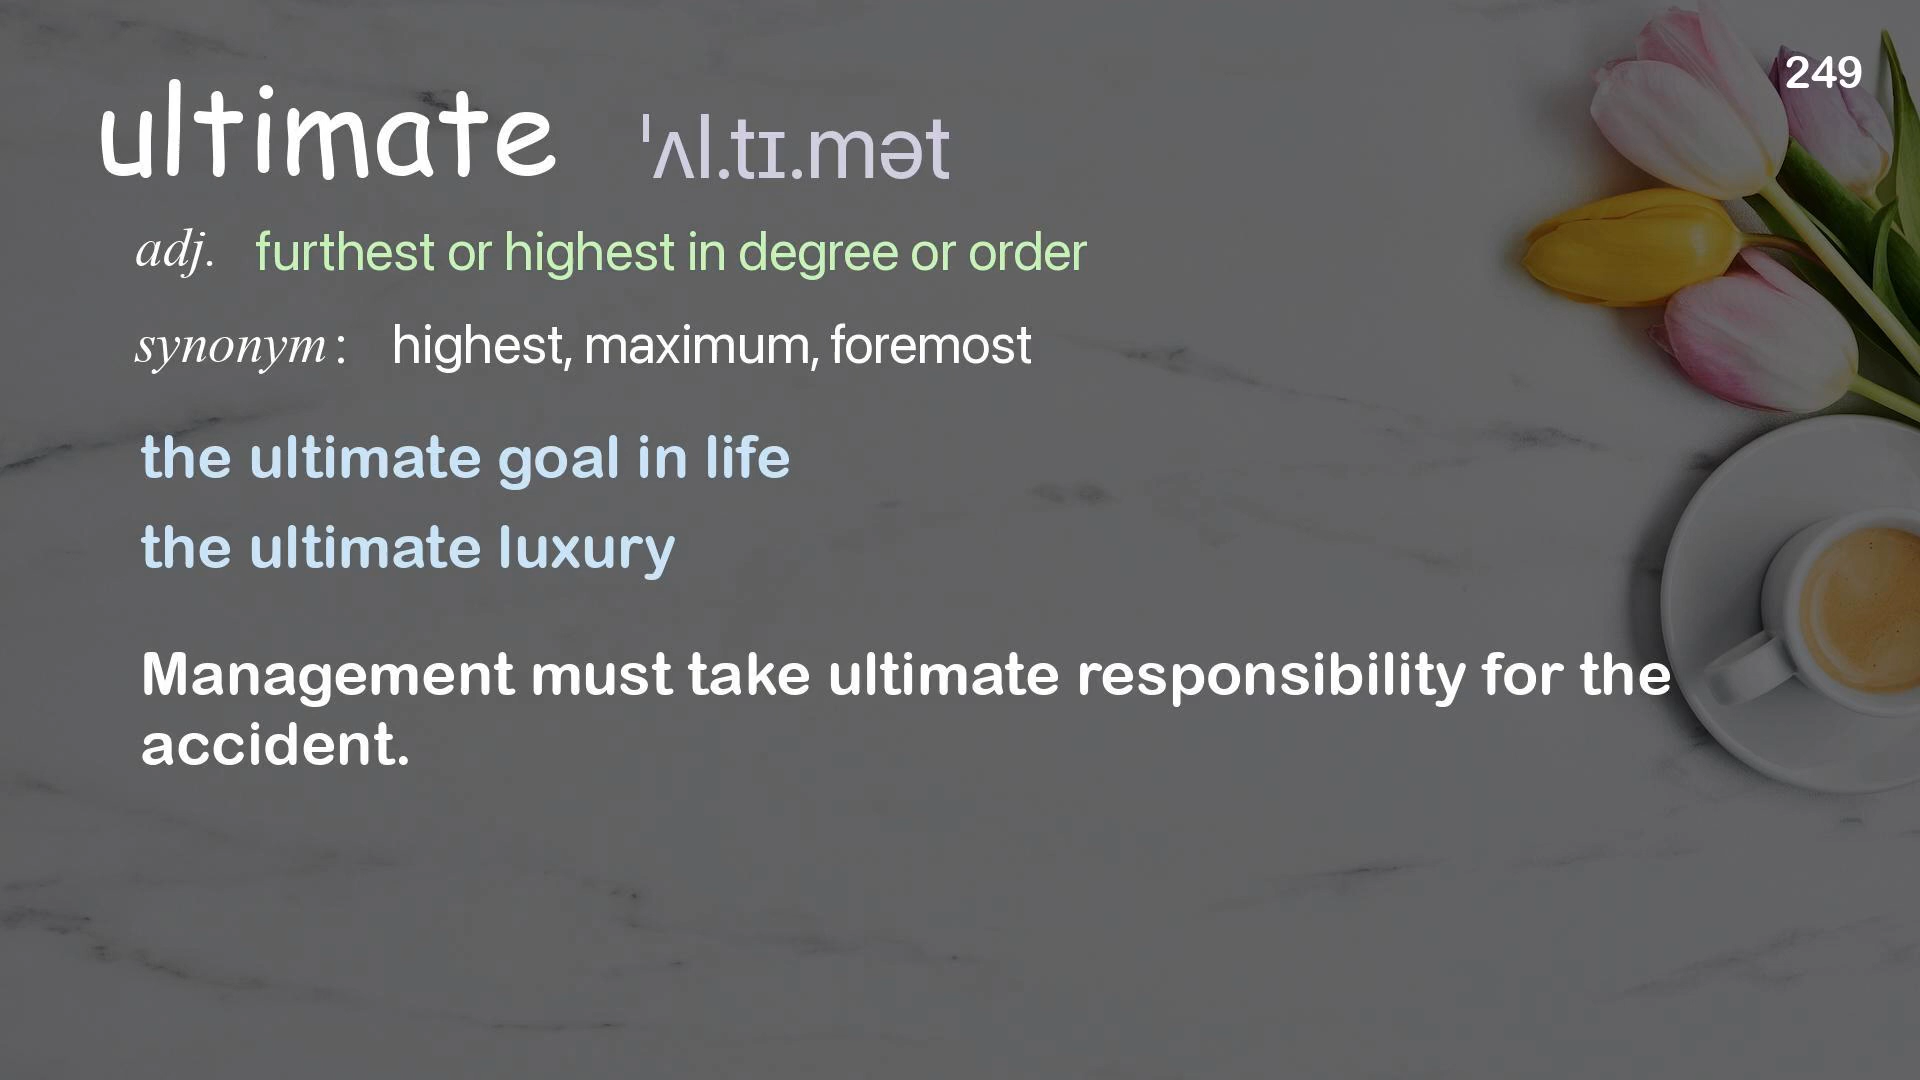 249
ultimate ˈʌl.tɪ.mət
adj. furthest or highest in degree or order
synonym : highest, maximum, foremost
the ultimate goal in life
the ultimate luxury
Management must take ultimate responsibility for the
accident.